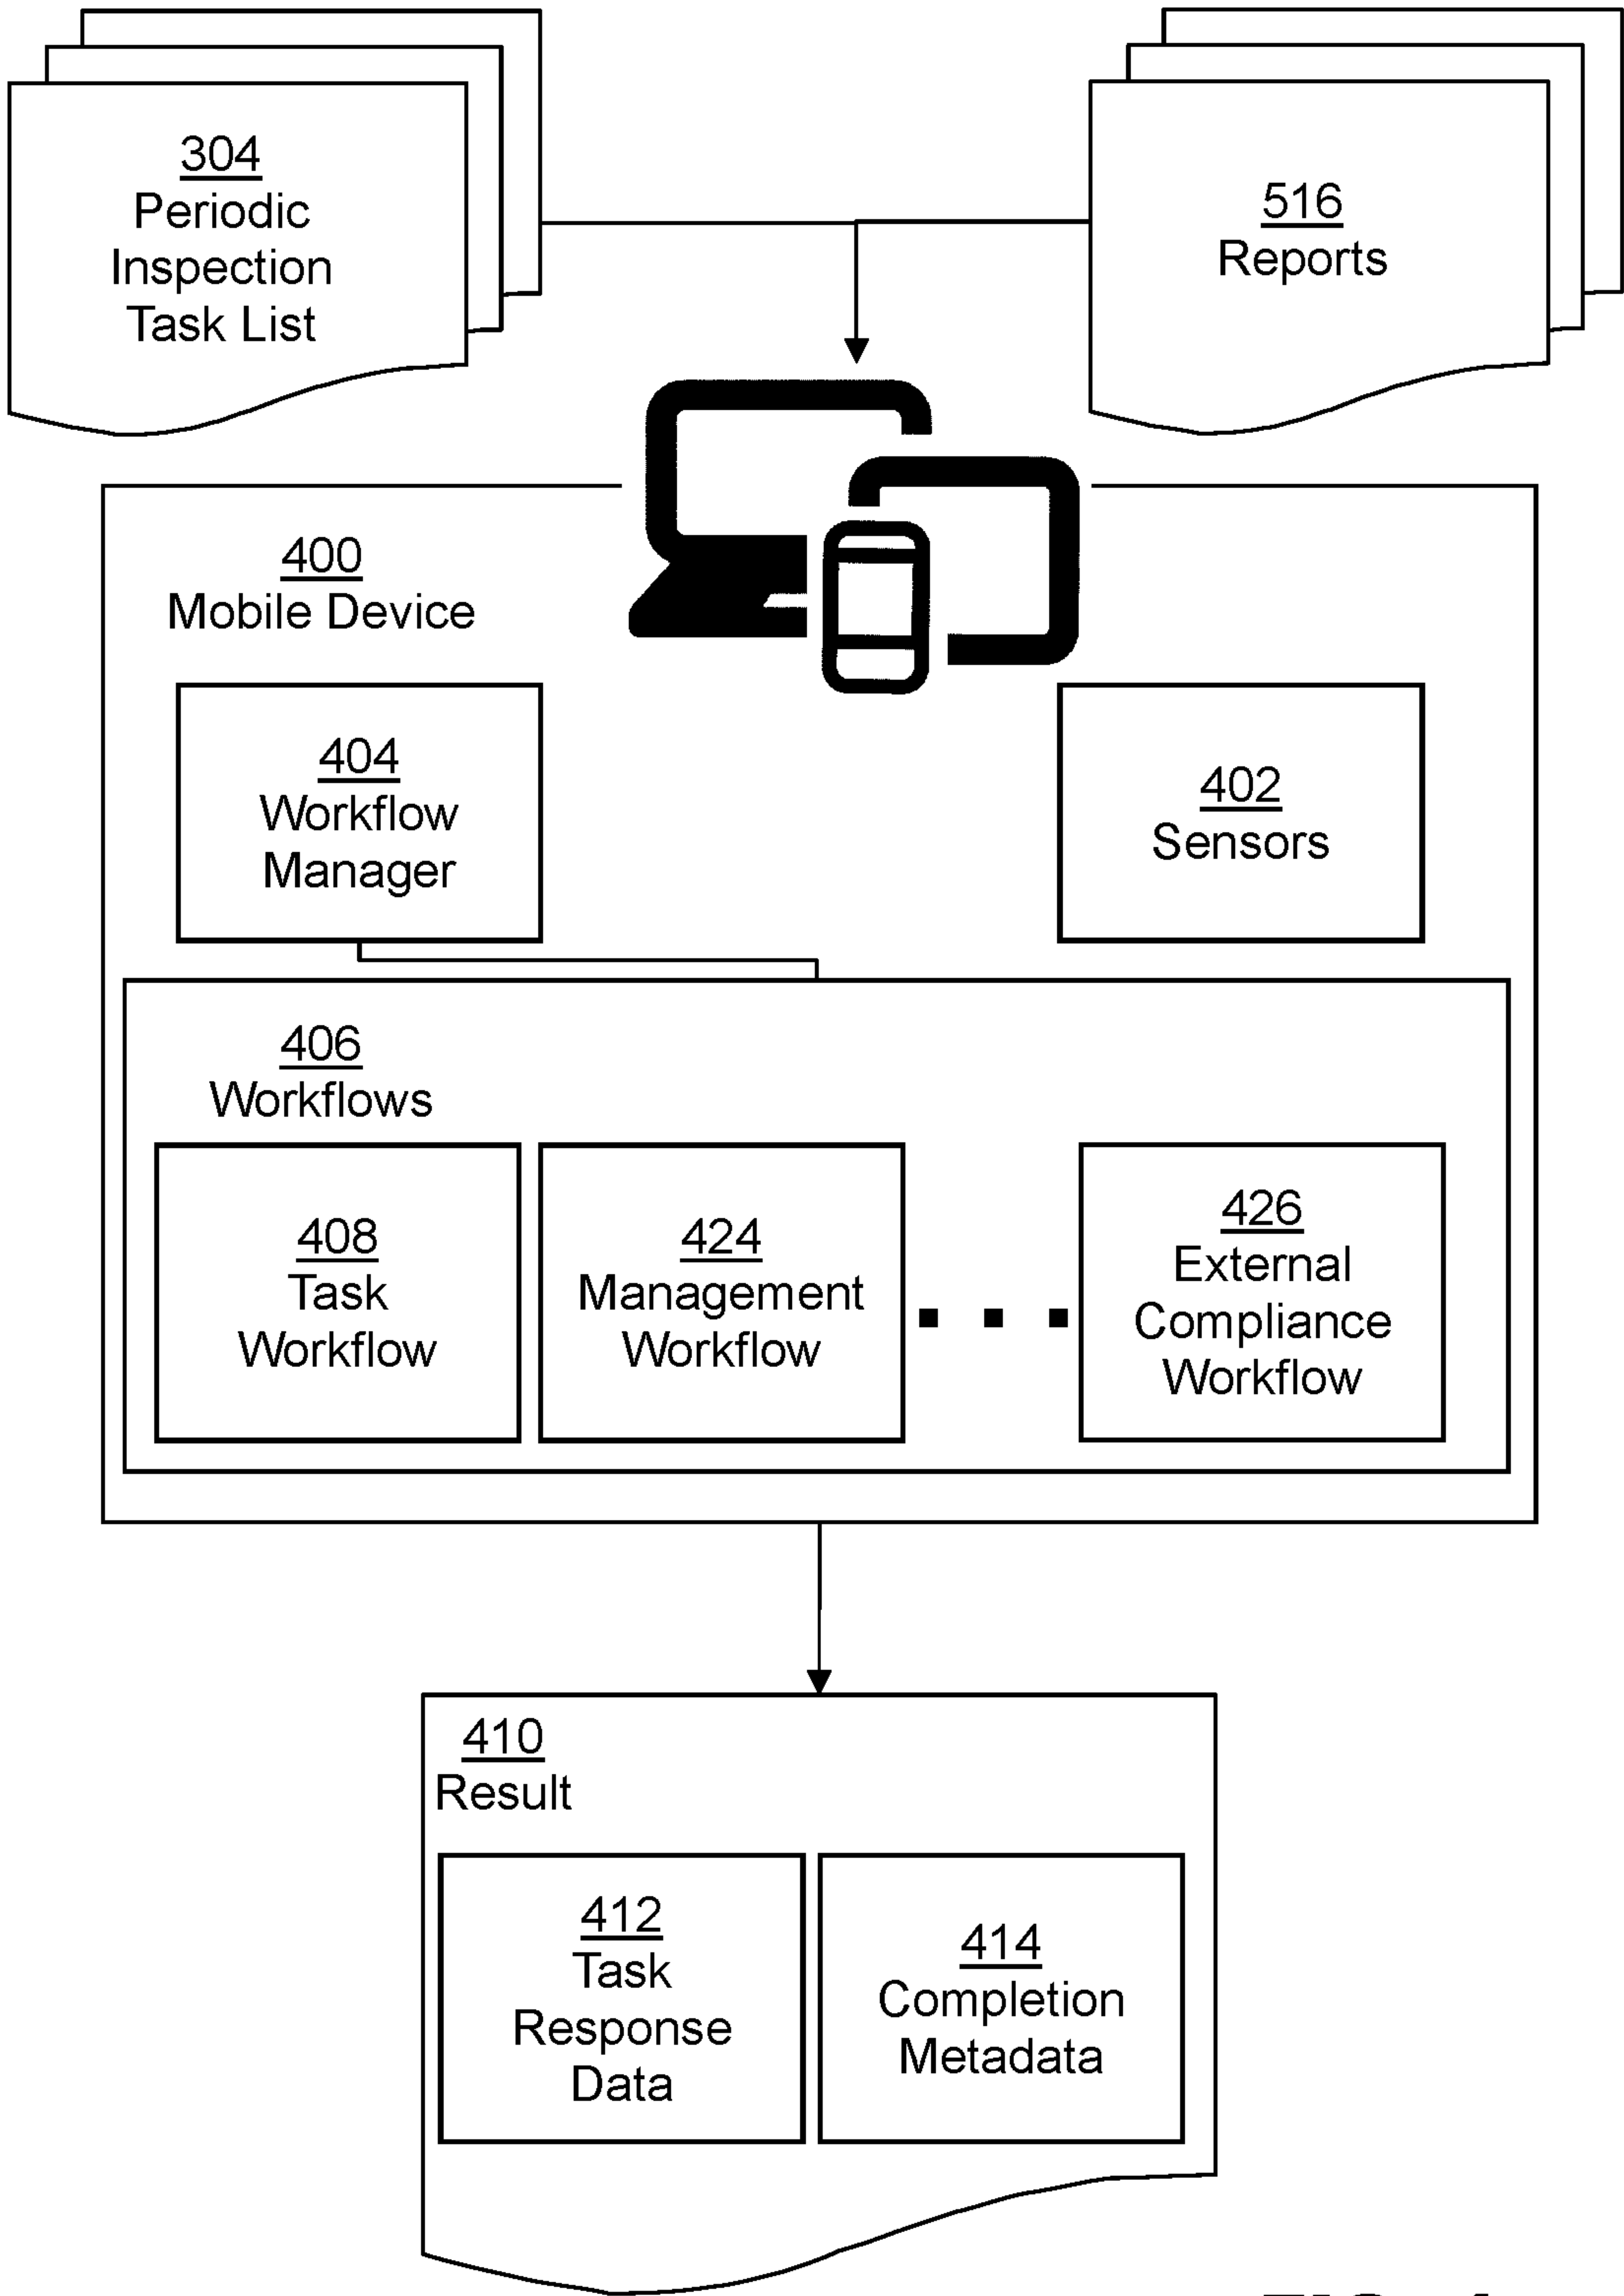 304
Periodic
Inspection
Task List
516
Reports
400
Mobile Device
404
Workflow
Manager
402
Sensors
406
Workflows
408
Task
Workflow
424
Management
Workflow
426
External
Compliance
Workflow
410
Result
412
Task
Response
Data
414
Completion
Metadata